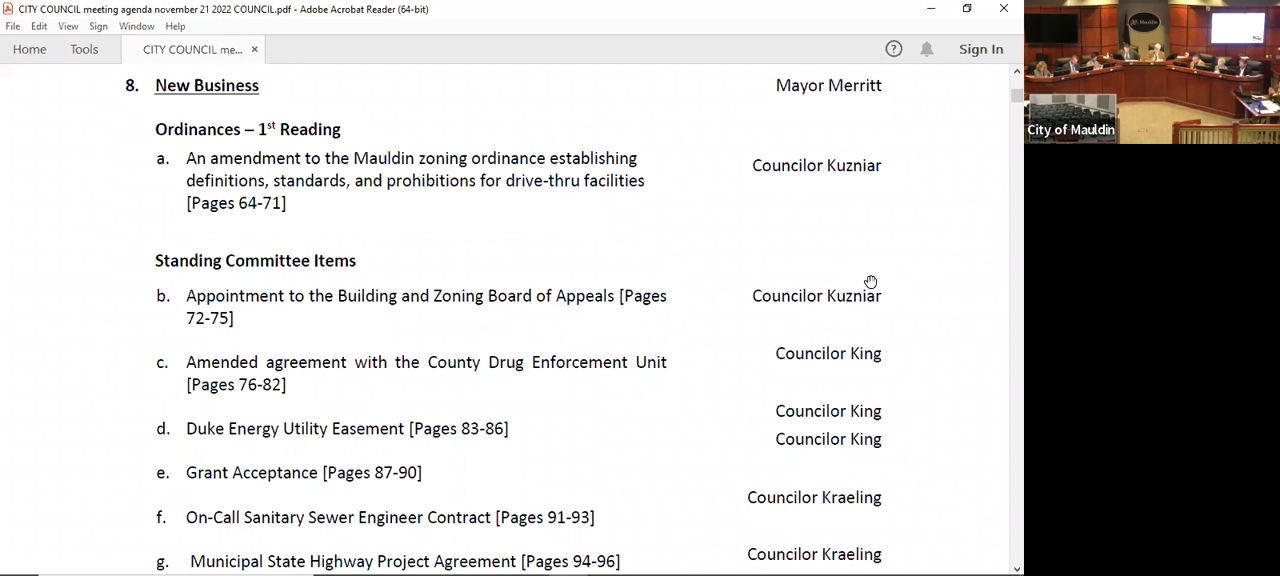 CITY COUNCIL meeting agenda november 21 2022 COUNCIL.pdf - Adobe Acrobat Reader (64-bit)
File Edit View Sign Window Help
Home Tools CITY COUNCIL me... × Sign In
8. New Business Mayor Merritt
Ordinances – 1st Reading
a. An amendment to the Mauldin zoning ordinance establishing Councilor Kuzniar
definitions, standards, and prohibitions for drive-thru facilities
[Pages 64-71]
Standing Committee Items
b. Appointment to the Building and Zoning Board of Appeals [Pages Councilor Kuzniar
72-75]
c. Amended agreement with the County Drug Enforcement Unit Councilor King
[Pages 76-82]
Councilor King
d. Duke Energy Utility Easement [Pages 83-86]
Councilor King
e. Grant Acceptance [Pages 87-90]
Councilor Kraeling
f. On-Call Sanitary Sewer Engineer Contract [Pages 91-93]
g. Municipal State Highway Project Agreement [Pages 94-96] Councilor Kraeling
Mauldin
City of Mauldin